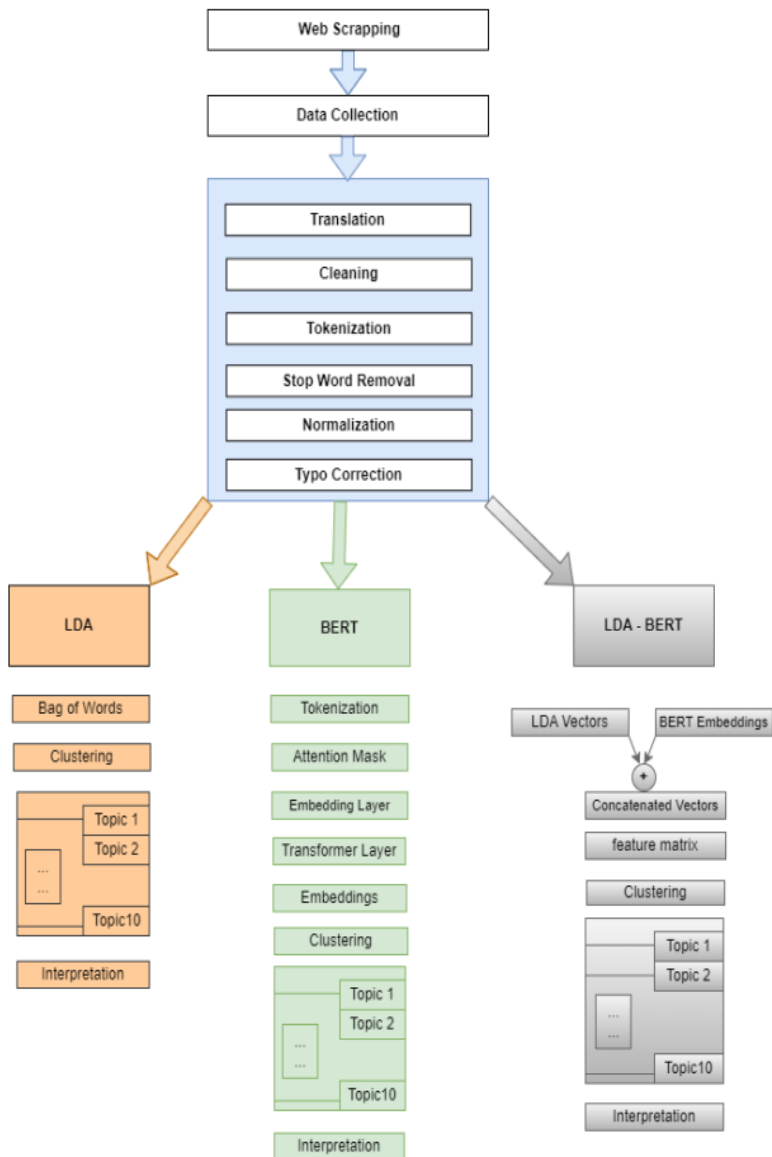 Web Scrapping
Data Collection
Translation
Cleaning
Tokenization
Stop Word Removal
Normalization
Typo Correction
LDA
Bag of Words
Clustering
Topic 1
Topic 2
...
...
Topic10
Interpretation
BERT
Tokenization
Attention Mask
Embedding Layer
Transformer Layer
Embeddings
Clustering
Topic 1
Topic 2
...
...
Topic10
Interpretation
LDA - BERT
LDA Vectors
BERT Embeddings
+
Concatenated Vectors
feature matrix
Clustering
Topic 1
Topic 2
...
...
Topic10
Interpretation